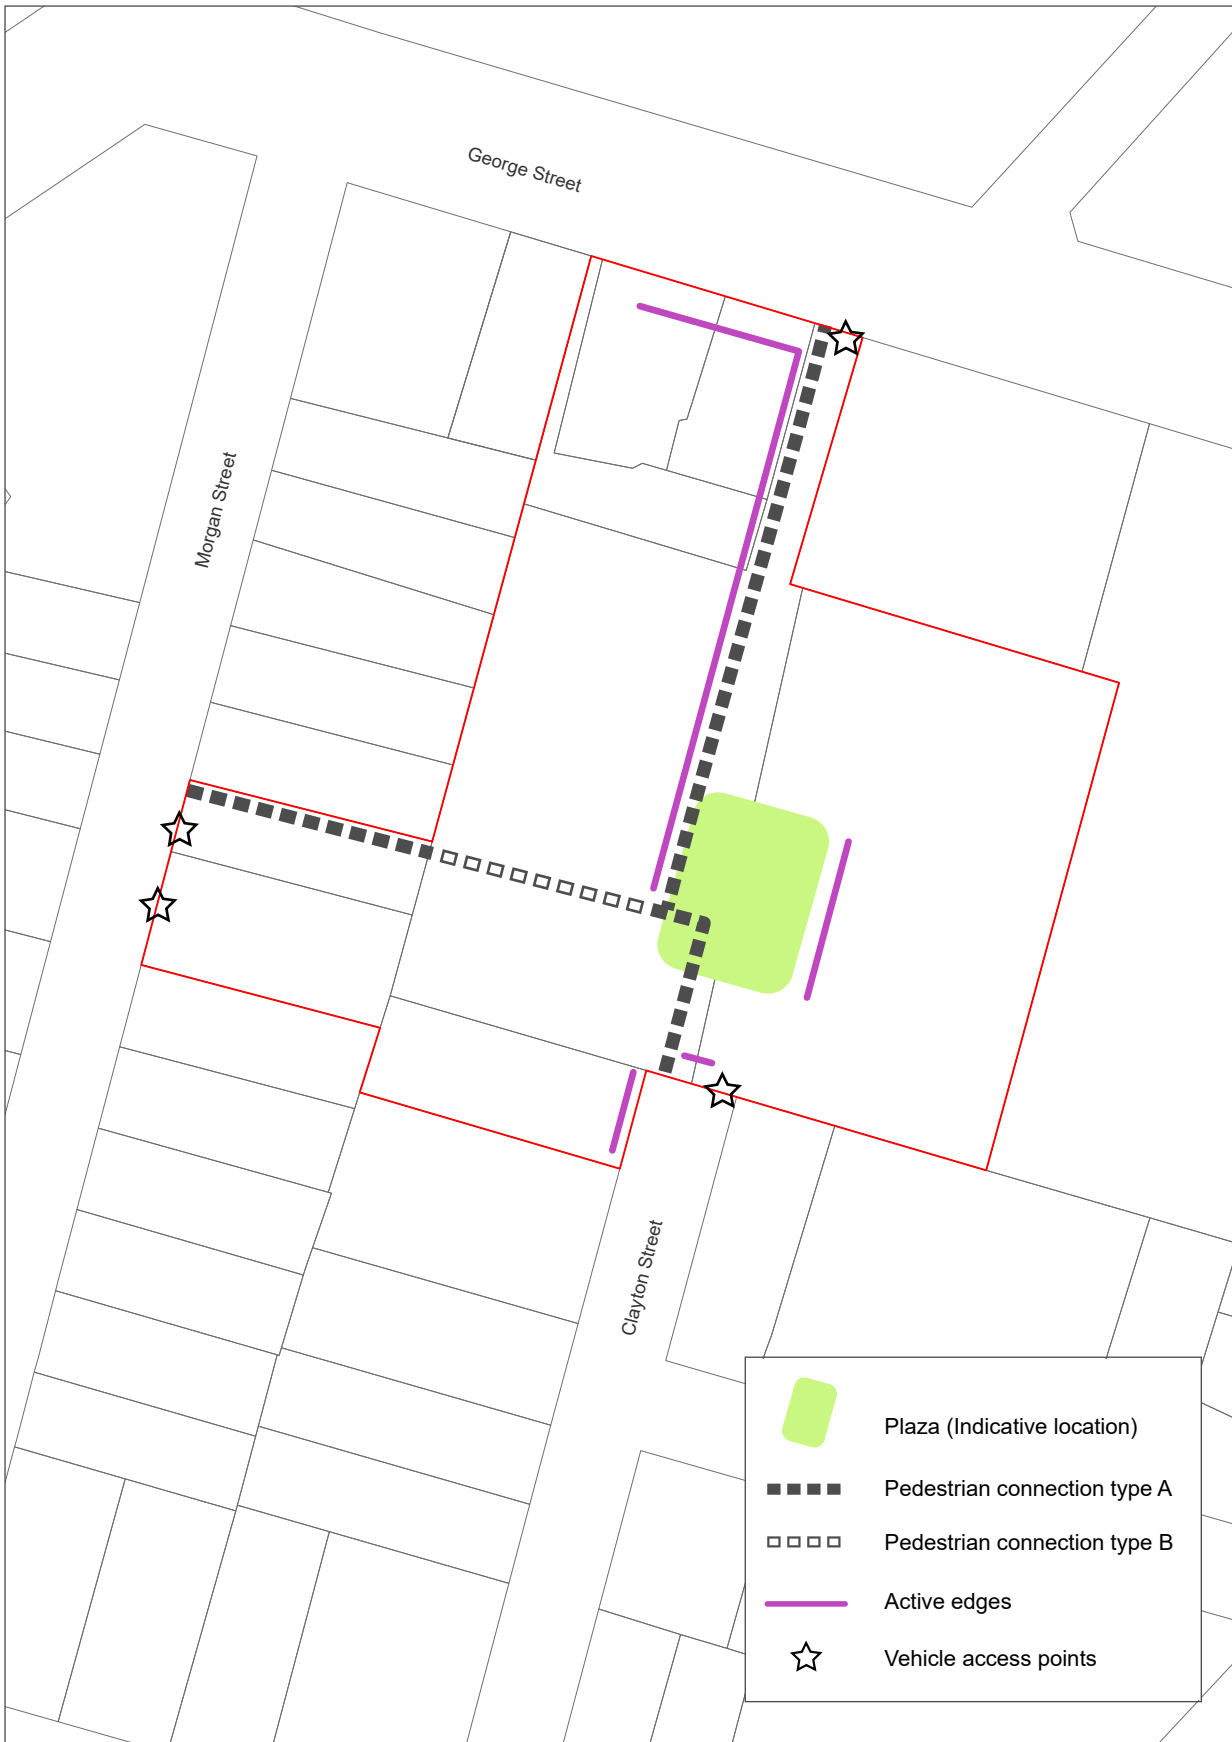 George Street
Morgan Street
Clayton Street
Plaza (Indicative location)
Pedestrian connection type A
Pedestrian connection type B
Active edges
Vehicle access points